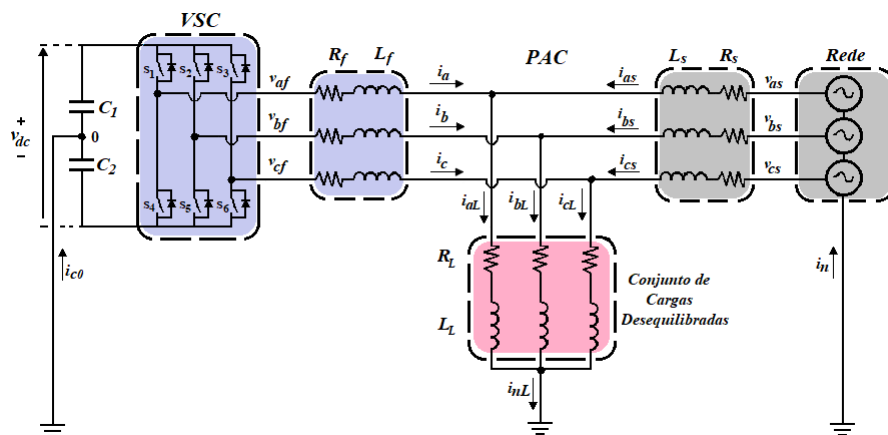 VSC
R_f L_f
i_a
PAC
i_as
L_s R_s
Rede
s_1 s_2 s_3
v_af
v_as
C_1
i_b
i_bs
v_bf
v_bs
+
v_dc
-
0
C_2
i_c
i_cs
v_cf
v_cs
s_4 s_5 s_6
i_aL i_bL i_cL
i_c0
R_L
i_n
Conjunto de
Cargas
Desequilibradas
L_L
i_nL